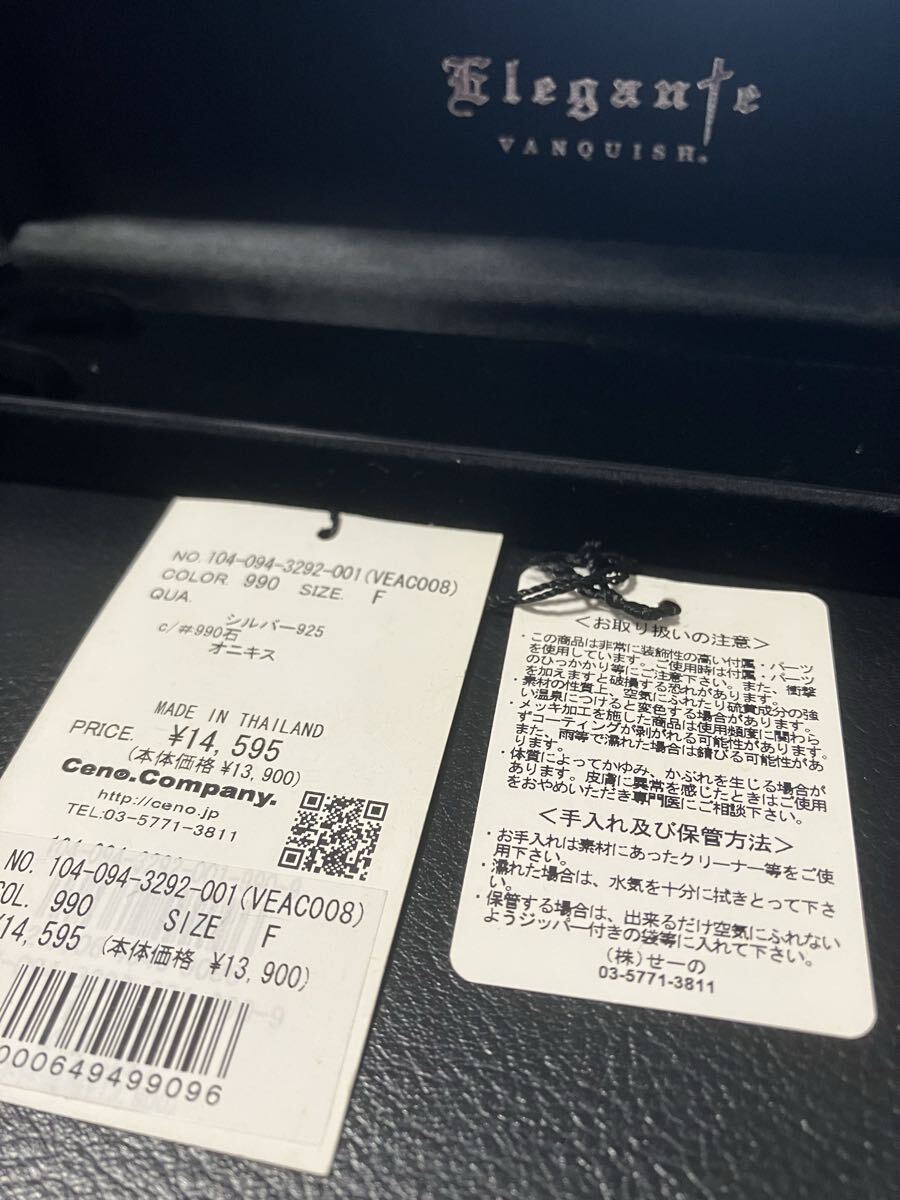 Elegante
VANQUISH.
NO. 104-094-3292-001(VEAC008)
COLOR. 990 SIZE. F
QUA.
シルバー925
c/#990石
オニキス
MADE IN THAILAND
PRICE. ¥14,595
(本体価格 ¥13,900)
Ceno.Company.
http://ceno.jp
TEL:03-5771-3811
NO. 104-094-3292-001(VEAC008)
COL. 990 SIZE F
¥14,595 (本体価格 ¥13,900)
000649499096
<お取り扱いの注意>
・この商品は非常に装飾性の高い付属・パーツ
を使用しています。ご使用時は付属・パーツ
のひっかかり等にご注意下さい。また、衝撃
を加えますと破損する恐れがあります。
・素材の性質上、空気にふれたり硫黄成分の強
い温泉につけると変色する場合があります。
・メッキ加工を施した商品は使用頻度に関わら
ずコーティングが剥がれる可能性があります。
また、雨等で濡れた場合は錆びる可能性があ
ります。
・体質によってかゆみ、かぶれを生じる場合が
あります。皮膚に異常を感じたときはご使用
をおやめいただき専門医にご相談下さい。
<手入れ及び保管方法>
・お手入れは素材にあったクリーナー等をご使
用下さい。
・濡れた場合は、水気を十分に拭きとって下さ
い。
・保管する場合は、出来るだけ空気にふれない
ようジッパー付きの袋等に入れて下さい。
(株)せーの
03-5771-3811